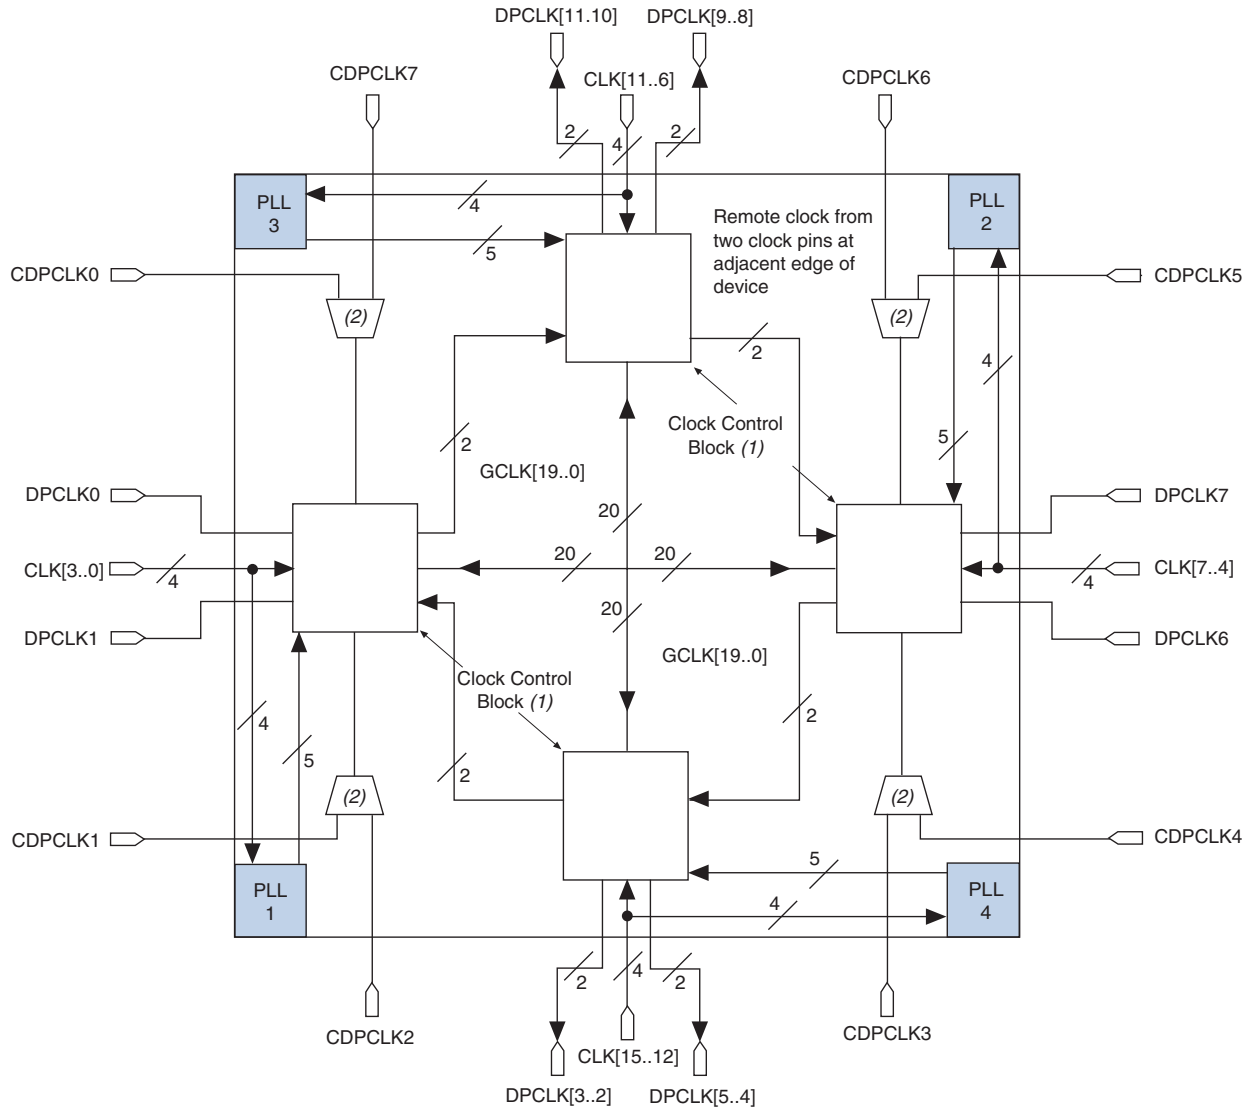 DPCLK[11.10]
DPCLK[9..8]
CDPCLK7
CLK[11..6]
CDPCLK6
2
4
2
PLL
3
4
5
Remote clock from
two clock pins at
adjacent edge of
device
PLL
2
CDPCLK0
CDPCLK5
(2)
(2)
2
4
Clock Control
Block (1)
2
5
GCLK[19..0]
DPCLK0
DPCLK7
20
CLK[3..0]
4
20
20
4
CLK[7..4]
20
DPCLK1
DPCLK6
GCLK[19..0]
Clock Control
Block (1)
4
5
2
2
(2)
(2)
CDPCLK1
CDPCLK4
5
PLL
1
4
PLL
4
2
4
2
CDPCLK2
CLK[15..12]
CDPCLK3
DPCLK[3..2]
DPCLK[5..4]